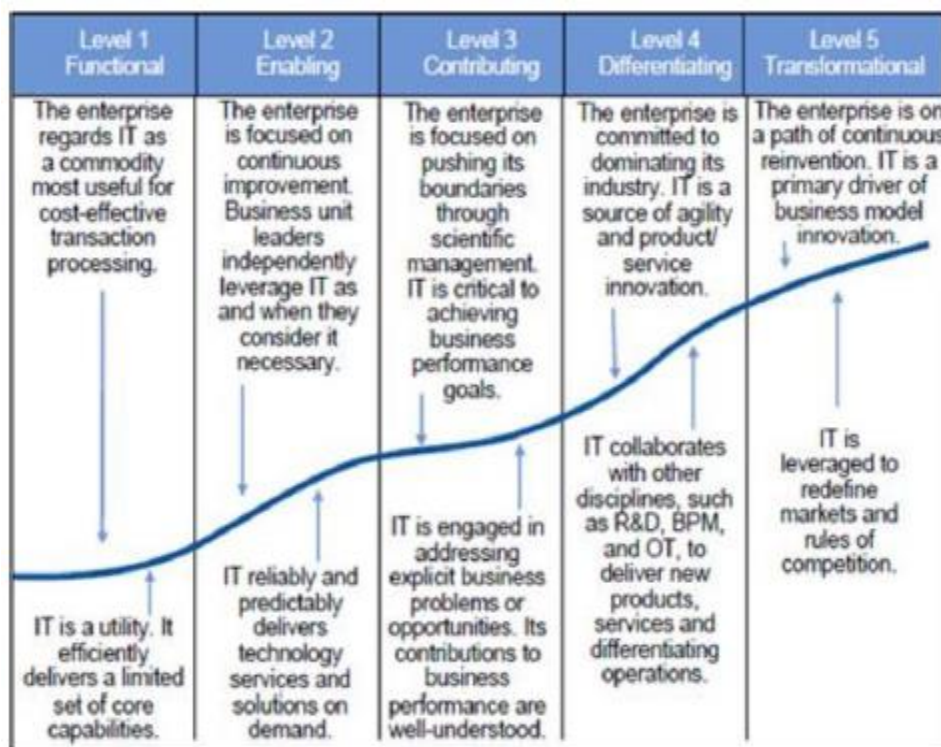 Level 1
Functional
Level 2
Enabling
Level 3
Contributing
Level 4
Differentiating
Level 5
Transformational
The enterprise
regards IT as
a commodity
most useful for
cost-effective
transaction
processing.
The enterprise
is focused on
continuous
improvement.
Business unit
leaders
independently
leverage IT as
and when they
consider it
necessary.
The enterprise
is focused on
pushing its
boundaries
through
scientific
management.
IT is critical to
achieving
business
performance
goals.
The enterprise is
committed to
dominating its
industry. IT is a
source of agility
and product/
service
innovation.
The enterprise is on
a path of continuous
reinvention. IT is a
primary driver of
business model
innovation.
IT is a utility. It
efficiently
delivers a limited
set of core
capabilities.
IT reliably and
predictably
delivers
technology
services and
solutions on
demand.
IT is engaged in
addressing
explicit business
problems or
opportunities. Its
contributions to
business
performance are
well-understood.
IT collaborates
with other
disciplines, such
as R&D, BPM,
and OT, to
deliver new
products,
services and
differentiating
operations.
IT is
leveraged to
redefine
markets and
rules of
competition.